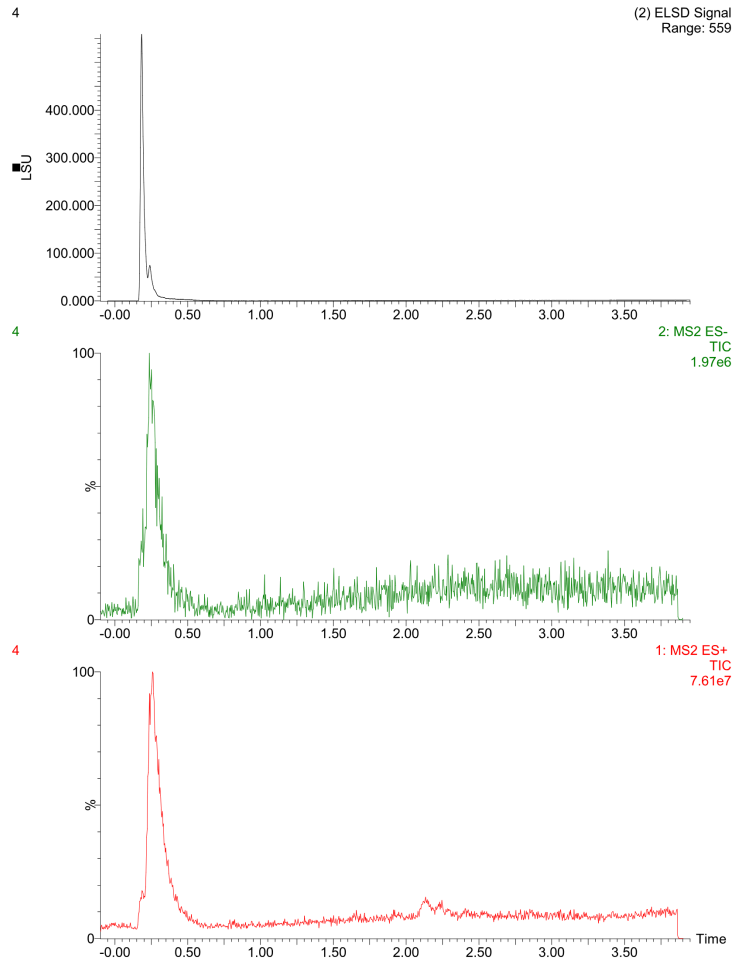 4
(2) ELSD Signal
Range: 559
400.000
300.000
200.000
100.000
0.000
LSU
-0.00 0.50 1.00 1.50 2.00 2.50 3.00 3.50
4
2: MS2 ES-
TIC
1.97e6
100
%
0
-0.00 0.50 1.00 1.50 2.00 2.50 3.00 3.50
4
1: MS2 ES+
TIC
7.61e7
100
%
0
-0.00 0.50 1.00 1.50 2.00 2.50 3.00 3.50
Time